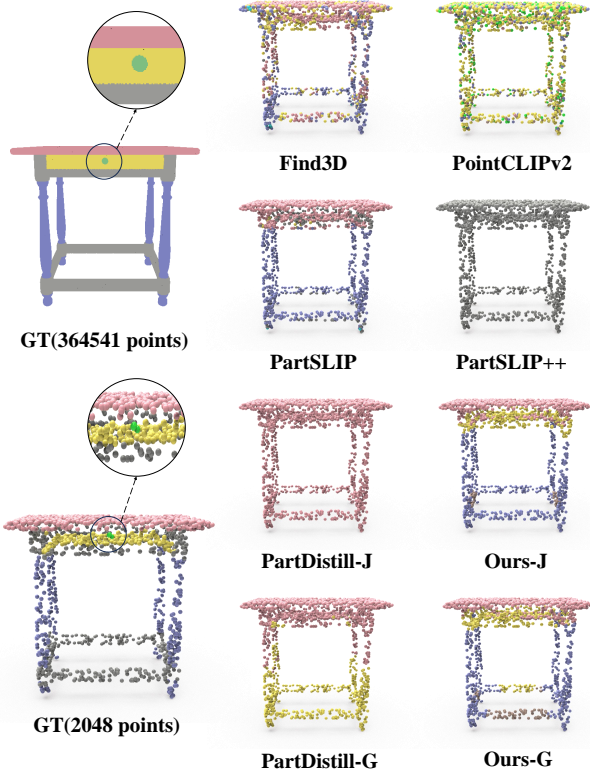 Find3D
PointCLIPv2
GT(364541 points)
PartSLIP
PartSLIP++
PartDistill-J
Ours-J
GT(2048 points)
PartDistill-G
Ours-G